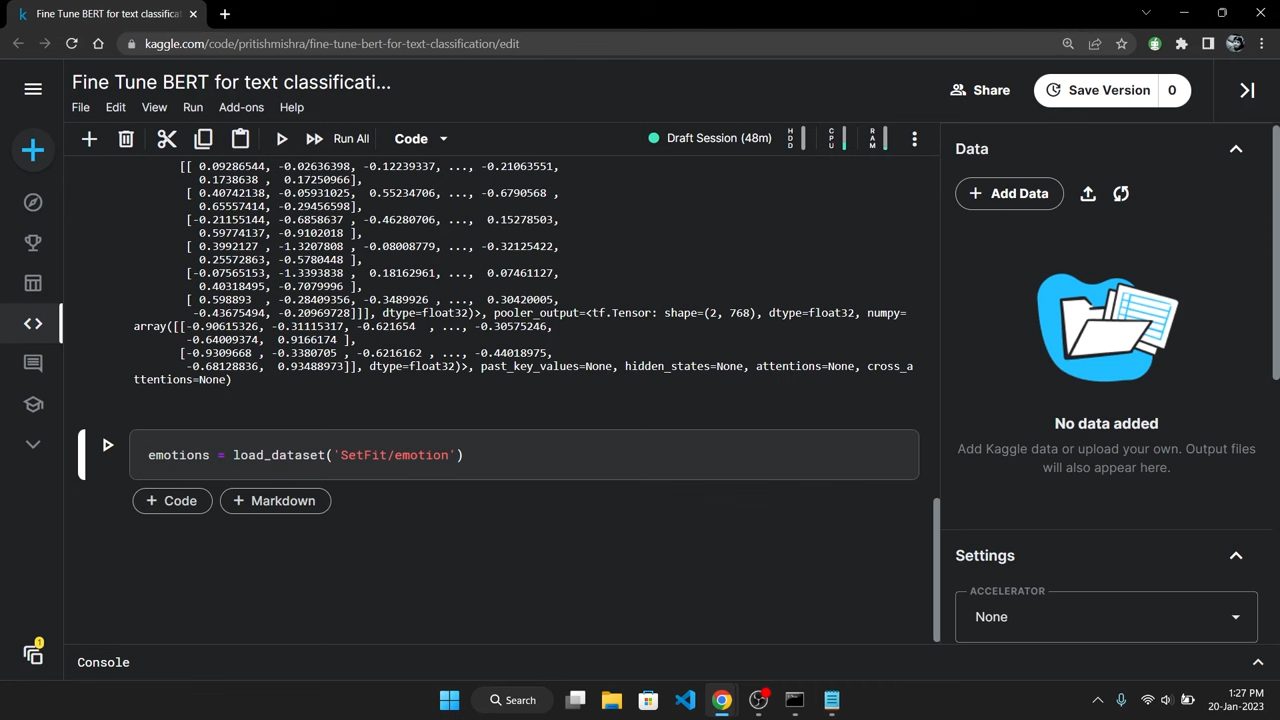 Fine Tune BERT for text classificat
kaggle.com/code/pritishmishra/fine-tune-bert-for-text-classification/edit
Fine Tune BERT for text classificati...
File Edit View Run Add-ons Help
Share
Save Version 0
Run All Code
Draft Session (48m)
HDD CPU RAM
[[ 0.09286544, -0.02636398, -0.12239337, ..., -0.21063551,
0.1738638 , 0.17250966],
[ 0.40742138, -0.05931025, 0.55234706, ..., -0.6790568 ,
0.65557414, -0.29456598],
[-0.21155144, -0.6858637 , -0.46280706, ..., 0.15278503,
0.59774137, -0.9102018 ],
[ 0.3992127 , -1.3207808 , -0.08008779, ..., -0.32125422,
0.25572863, -0.5780448 ],
[-0.07565153, -1.3393838 , 0.18162961, ..., 0.07461127,
0.40318495, -0.7079996 ],
[ 0.598893 , -0.28409336, -0.3489926 , ..., 0.30420005,
-0.4367548 , -0.20969728]]], dtype=float32)>, pooler_output=<tf.Tensor: shape=(2, 768), dtype=float32, numpy=
array([[-0.90615326, -0.31115317, -0.621654 , ..., -0.30575246,
-0.64009374, 0.9166174 ],
[-0.9309668 , -0.3380705 , -0.6216162 , ..., -0.44018975,
-0.68128836, 0.93488973]], dtype=float32)>, past_key_values=None, hidden_states=None, attentions=None, cross_a
ttentions=None)
emotions = load_dataset('SetFit/emotion')
+ Code + Markdown
Console
Data
+ Add Data
No data added
Add Kaggle data or upload your own. Output files
will also appear here.
Settings
ACCELERATOR
None
1
Search
1:27 PM
20-Jan-2023